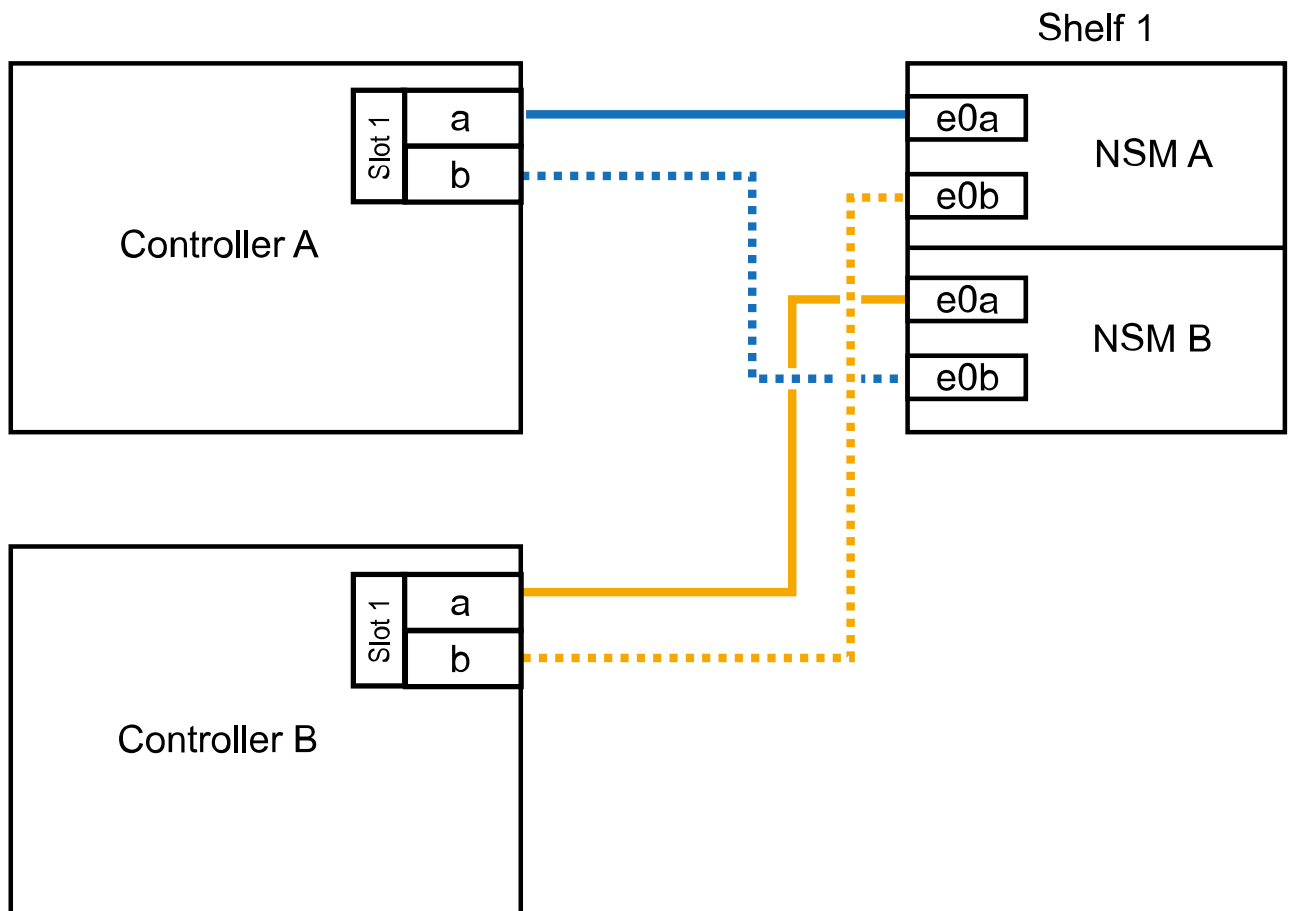 Shelf 1
Controller A
Slot 1
a
b
e0a
e0b
NSM A
e0a
e0b
NSM B
Controller B
Slot 1
a
b